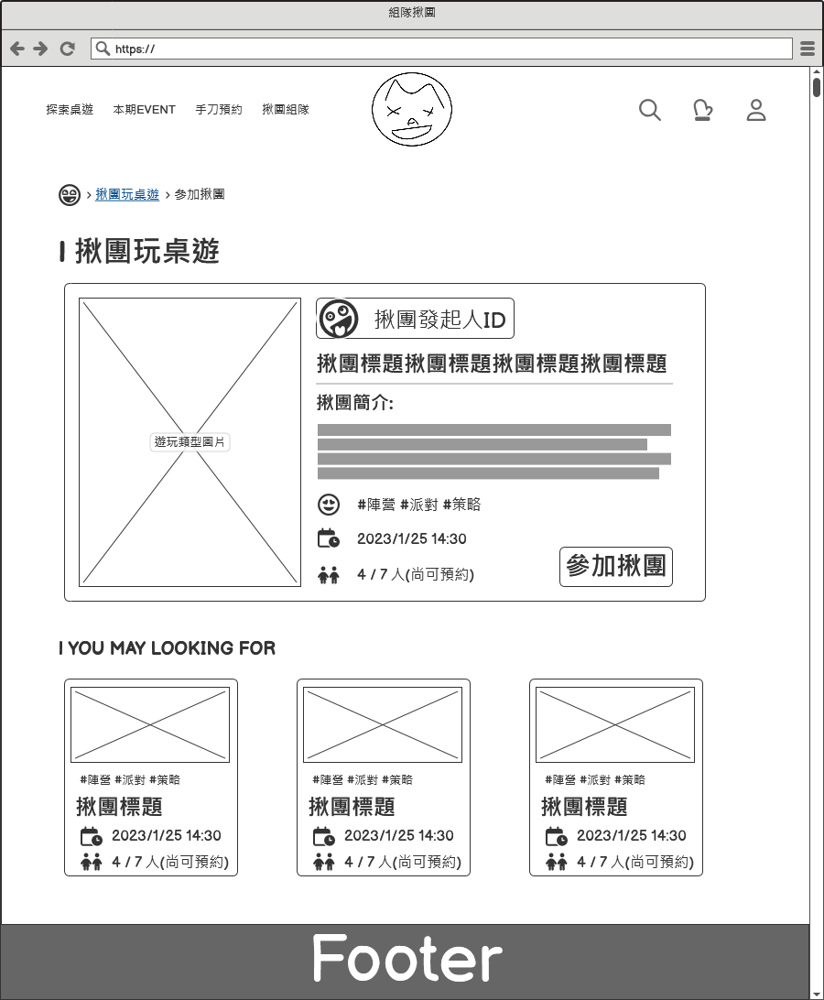 組隊揪團
https://
探索桌遊 本期EVENT 手刀預約 揪團組隊
> 揪團玩桌遊 > 參加揪團
| 揪團玩桌遊
遊玩類型圖片
揪團發起人ID
揪團標題揪團標題揪團標題揪團標題
揪團簡介:
#陣營 #派對 #策略
2023/1/25 14:30
4 / 7 人(尚可預約)
參加揪團
| YOU MAY LOOKING FOR
#陣營 #派對 #策略
揪團標題
2023/1/25 14:30
4 / 7 人(尚可預約)
#陣營 #派對 #策略
揪團標題
2023/1/25 14:30
4 / 7 人(尚可預約)
#陣營 #派對 #策略
揪團標題
2023/1/25 14:30
4 / 7 人(尚可預約)
Footer